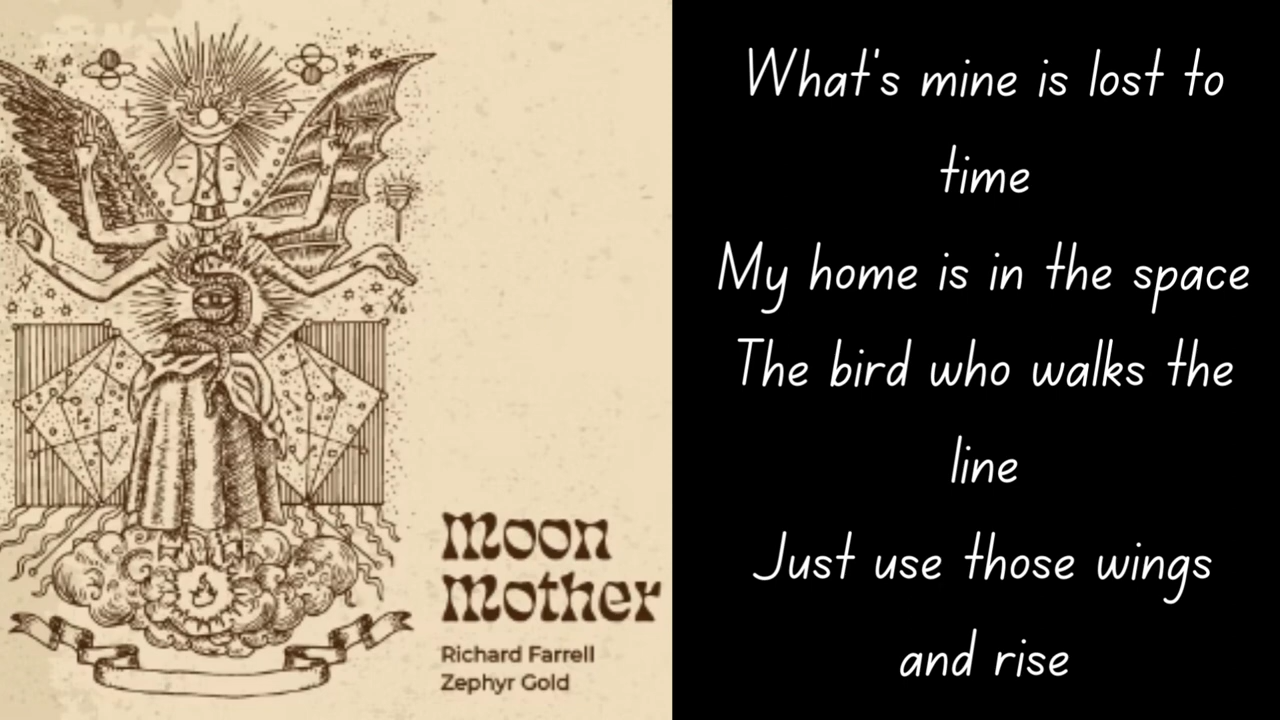 Moon
Mother
Richard Farrell
Zephyr Gold
What's mine is lost to
time
My home is in the space
The bird who walks the
line
Just use those wings
and rise